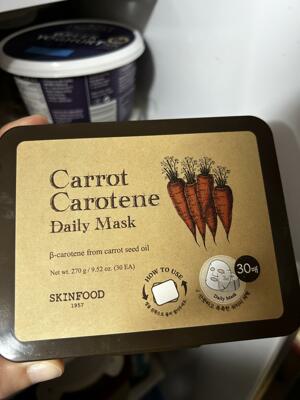 Carrot
Carotene
Daily Mask
β-carotene from carrot seed oil
Net wt. 270 g / 9.52 oz. (30 EA)
SKINFOOD
1957
HOW TO USE
Daily Mask
30매